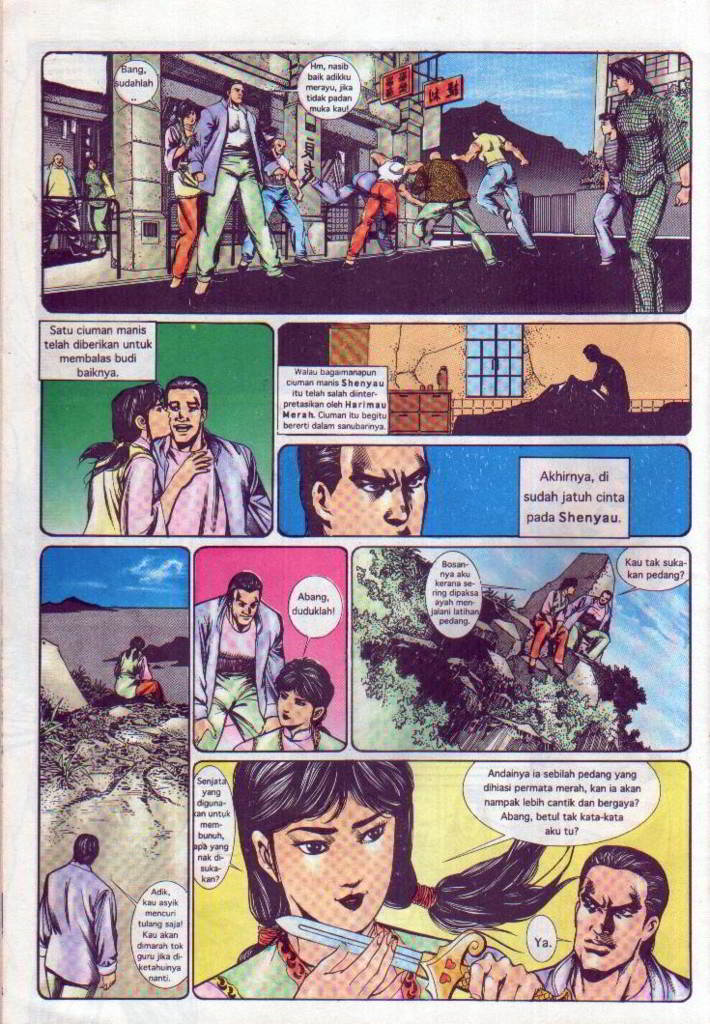 Bang,
sudahlah
..
Hm, nasib
baik adikku
merayu, jika
tidak padan
muka kau!
Satu ciuman manis
telah diberikan untuk
membalas budi
baiknya.
Walau bagaimanapun
ciuman manis Shenyau
itu telah salah diinter-
pretasikan oleh Harimau
Merah. Ciuman itu begitu
bererti dalam sanubarinya.
Akhirnya, di
sudah jatuh cinta
pada Shenyau.
Adik,
kau asyik
mencuri
tulang saja!
Kau akan
dimarah tok
guru jika di-
ketahuinya
nanti.
Abang,
duduklah!
Bosan-
nya aku
kerana se-
ring dipaksa
ayah men-
jalani latihan
pedang.
Kau tak suka-
kan pedang?
Senjata
yang
diguna-
kan untuk
mem-
bunuh,
apa yang
nak di-
sukakan?
Andainya ia sebilah pedang yang
dihiasi permata merah, kan ia akan
nampak lebih cantik dan bergaya?
Abang, betul tak kata-kata
aku tu?
Ya.